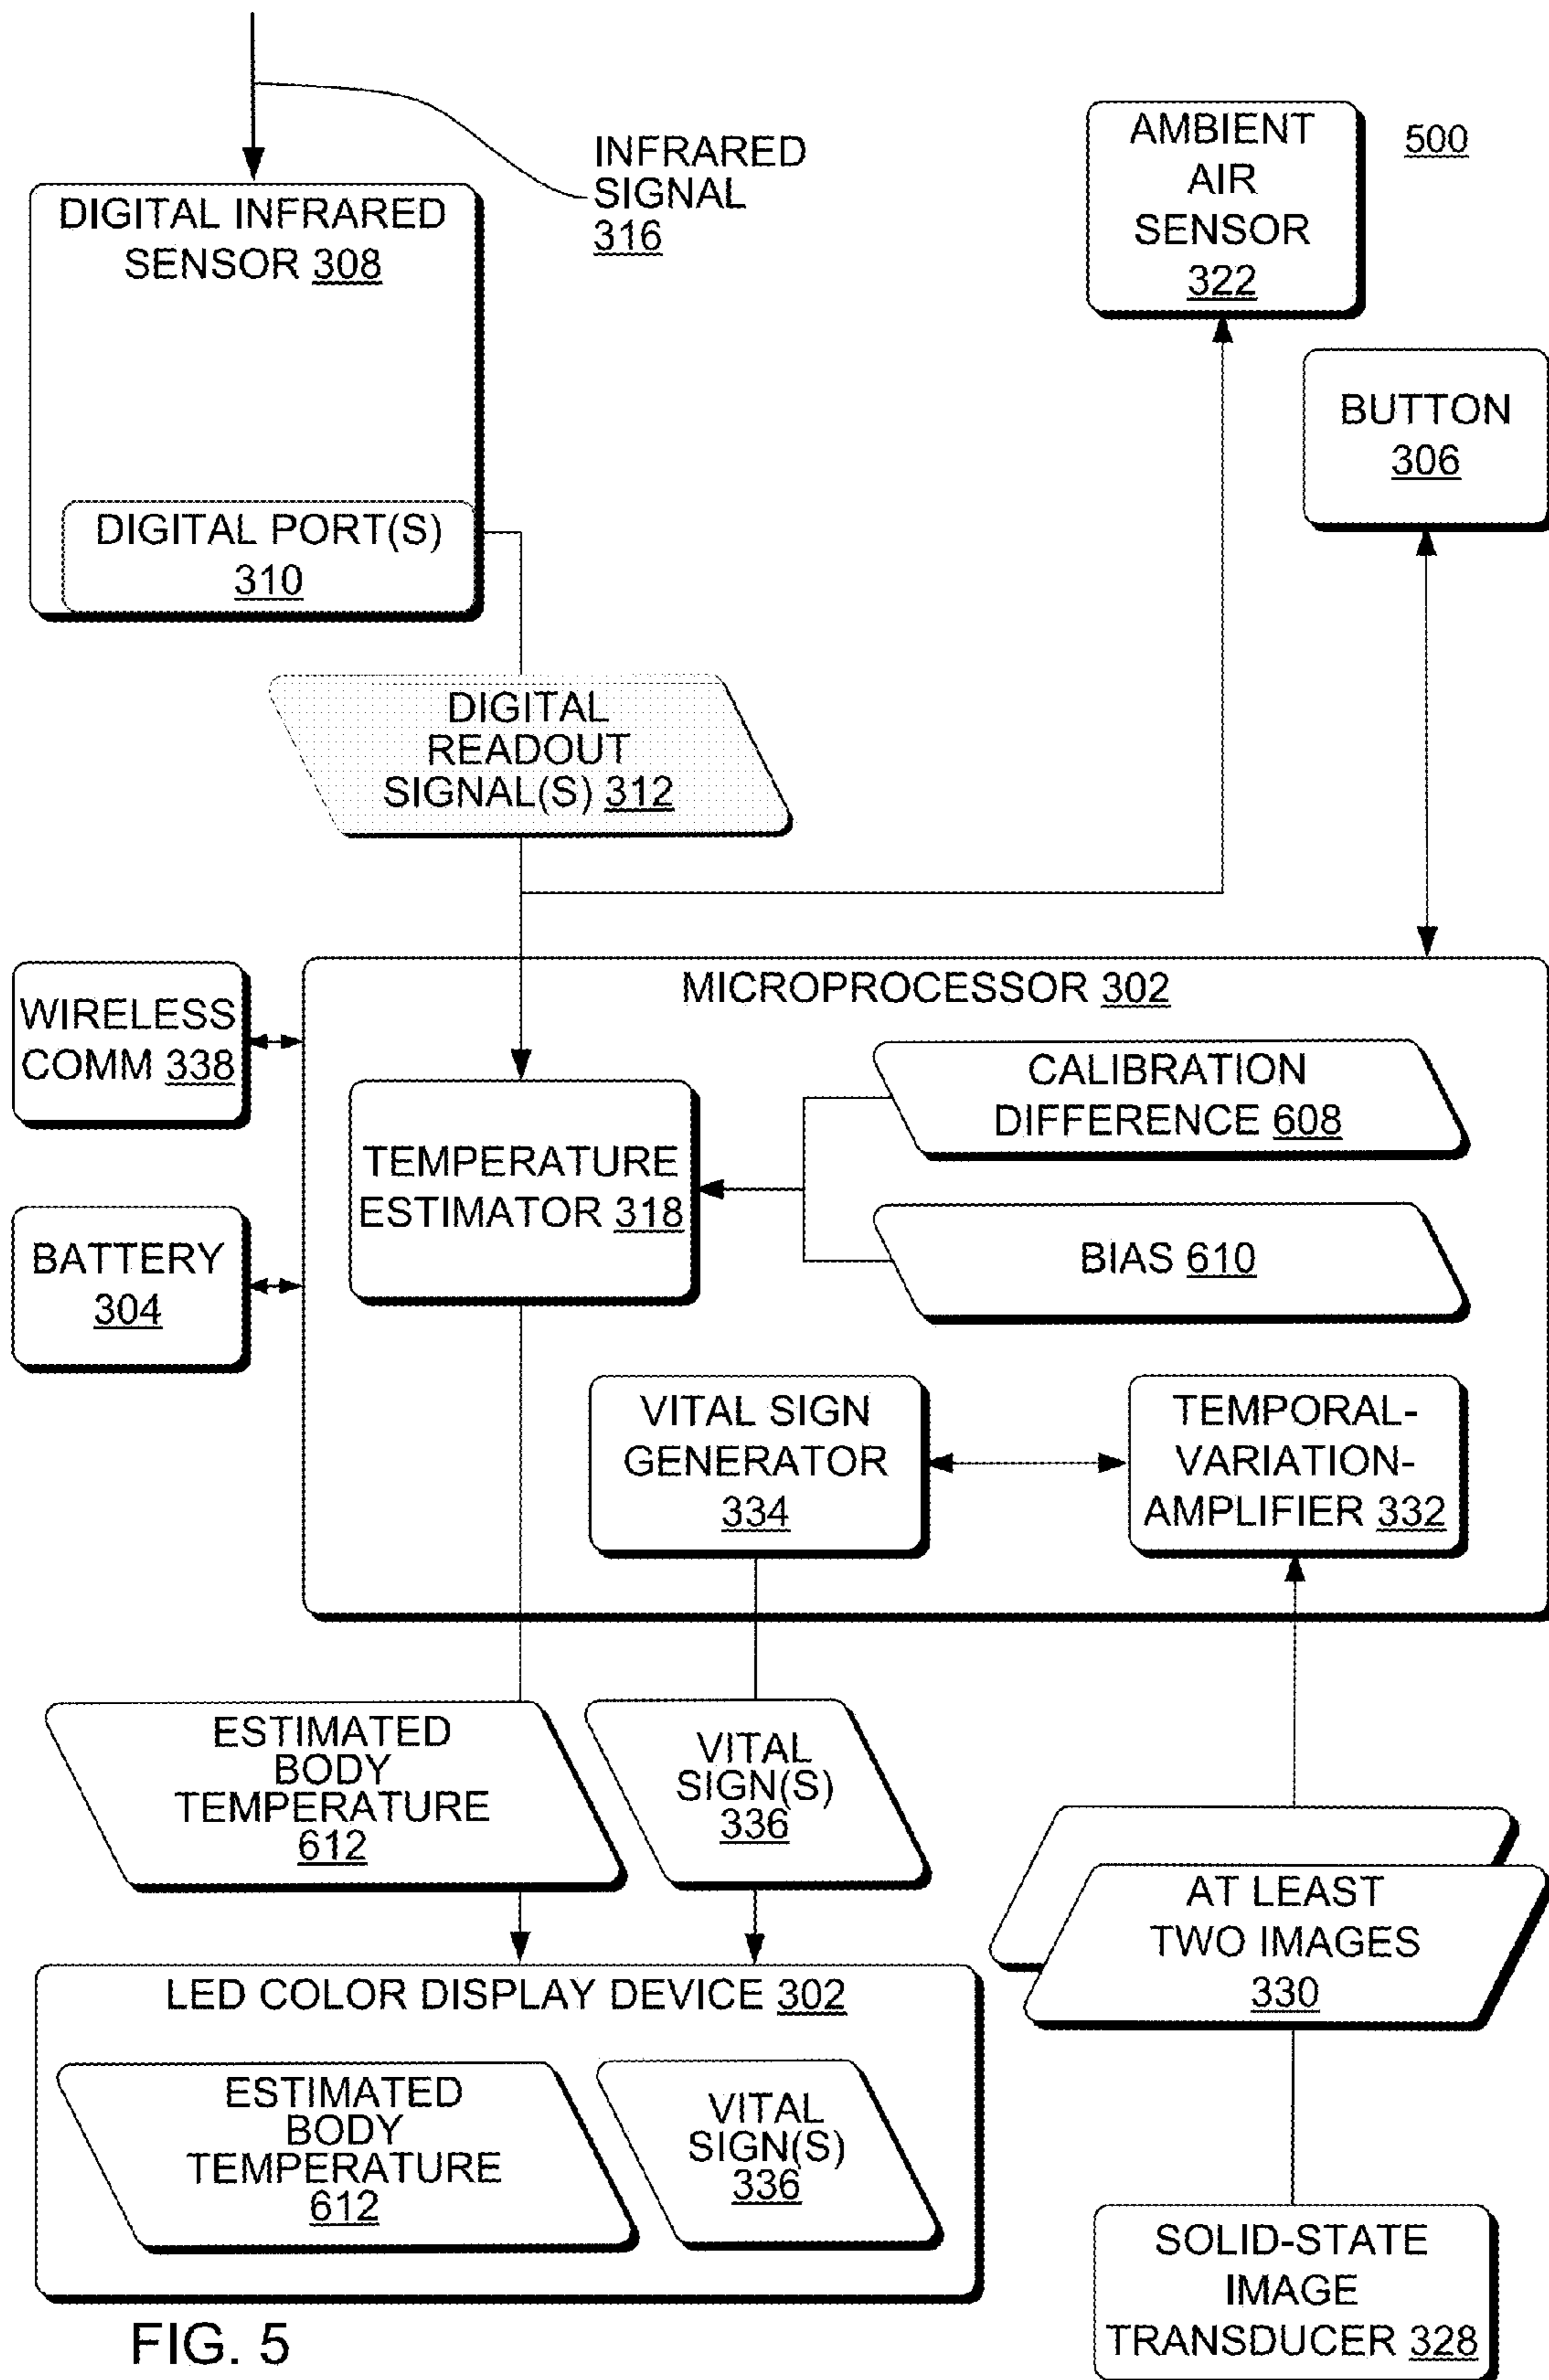 INFRARED
SIGNAL
316
AMBIENT
AIR
SENSOR
322
500
DIGITAL INFRARED
SENSOR 308
BUTTON
306
DIGITAL PORT(S)
310
DIGITAL
READOUT
SIGNAL(S) 312
MICROPROCESSOR 302
WIRELESS
COMM 338
CALIBRATION
DIFFERENCE 608
TEMPERATURE
ESTIMATOR 318
BATTERY
304
BIAS 610
VITAL SIGN
GENERATOR
334
TEMPORAL-
VARIATION-
AMPLIFIER 332
ESTIMATED
BODY
TEMPERATURE
612
VITAL
SIGN(S)
336
AT LEAST
TWO IMAGES
330
LED COLOR DISPLAY DEVICE 302
ESTIMATED
BODY
TEMPERATURE
612
VITAL
SIGN(S)
336
SOLID-STATE
IMAGE
TRANSDUCER 328
FIG. 5